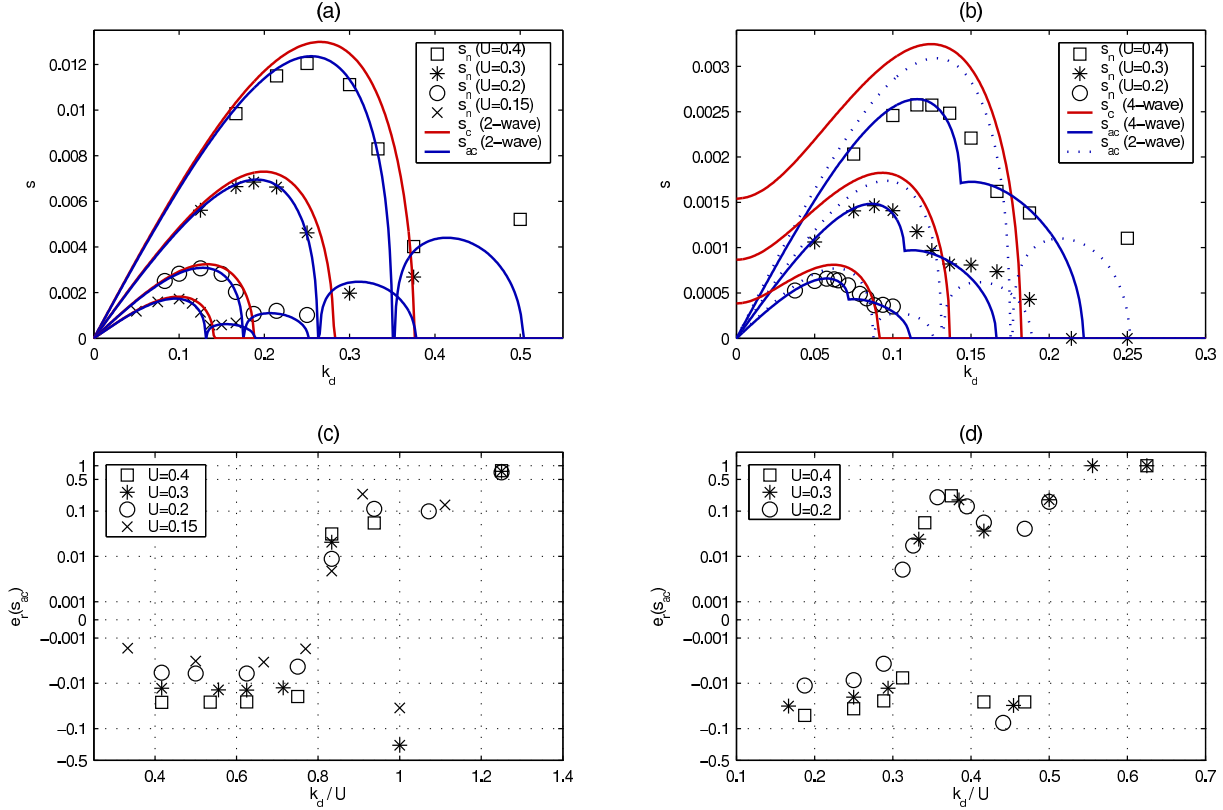 (a)
0.012
0.01
0.008
0.006
0.004
0.002
0
s
0
0.1
0.2
0.3
0.4
0.5
k_d
s_n (U=0.4)
s_n (U=0.3)
s_n (U=0.2)
s_n (U=0.15)
s_c (2-wave)
s_ac (2-wave)
(b)
0.003
0.0025
0.002
0.0015
0.001
0.0005
0
s
0
0.05
0.1
0.15
0.2
0.25
0.3
k_d
s_n (U=0.4)
s_n (U=0.3)
s_n (U=0.2)
s_c (4-wave)
s_ac (4-wave)
s_ac (2-wave)
(c)
1
0.5
0.1
0.01
0.001
0
-0.001
-0.01
-0.1
-0.5
e_r(s_ac)
0.4
0.6
0.8
1
1.2
1.4
k_d / U
U=0.4
U=0.3
U=0.2
U=0.15
(d)
1
0.5
0.1
0.01
0.001
0
-0.001
-0.01
-0.1
-0.5
e_r(s_ac)
0.1
0.2
0.3
0.4
0.5
0.6
0.7
k_d / U
U=0.4
U=0.3
U=0.2